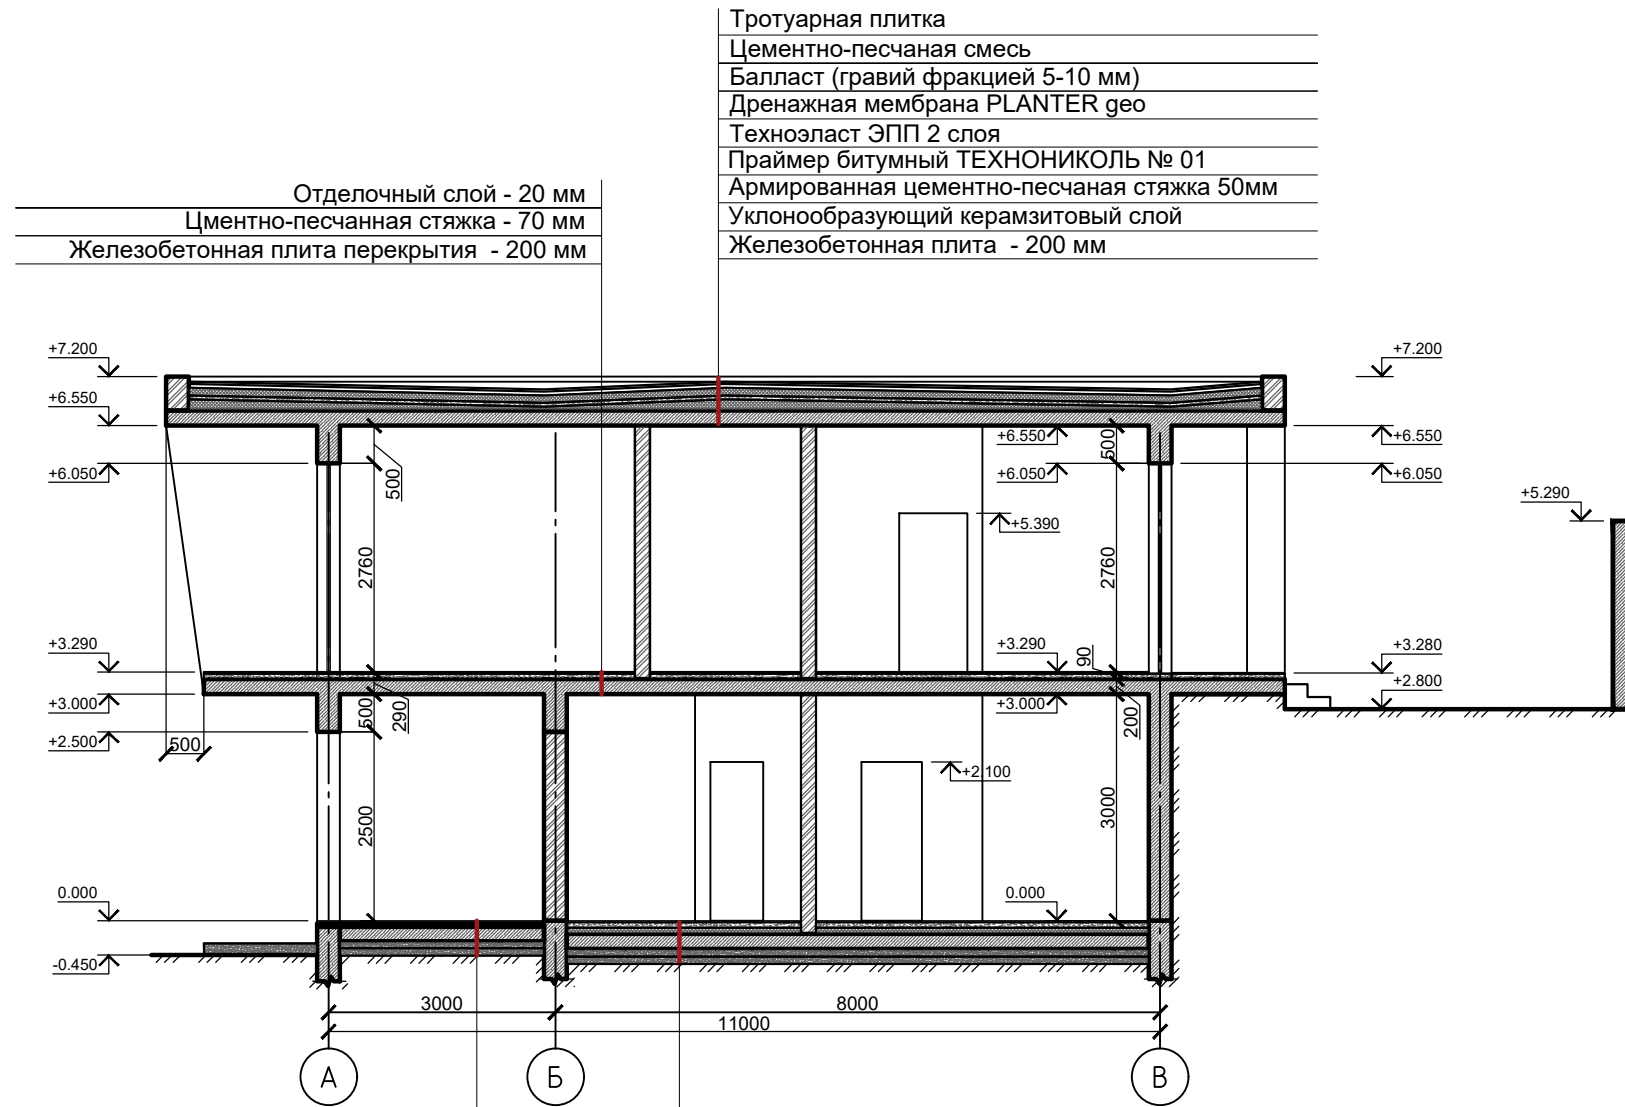 Тротуарная плитка
Цементно-песчаная смесь
Балласт (гравий фракцией 5-10 мм)
Дренажная мембрана PLANTER geo
Техноэласт ЭПП 2 слоя
Праймер битумный ТЕХНОНИКОЛЬ № 01
Армированная цементно-песчаная стяжка 50мм
Уклонообразующий керамзитовый слой
Железобетонная плита - 200 мм
Отделочный слой - 20 мм
Цментно-песчанная стяжка - 70 мм
Железобетонная плита перекрытия - 200 мм
+7.200
+7.200
+6.550
+6.550
500
+6.550
+6.050
500
+6.050
+6.050
+5.290
+5.390
2760
2760
+3.290
+3.290
90
+3.280
+2.800
+3.000
500
290
+3.000
200
+2.500
500
+2.100
2500
3000
0.000
0.000
-0.450
3000
8000
11000
А
Б
В